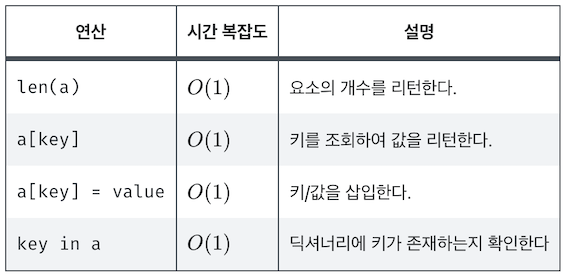 연산 시간 복잡도 설명
len(a) O(1) 요소의 개수를 리턴한다.
a[key] O(1) 키를 조회하여 값을 리턴한다.
a[key] = value O(1) 키/값을 삽입한다.
key in a O(1) 딕셔너리에 키가 존재하는지 확인한다